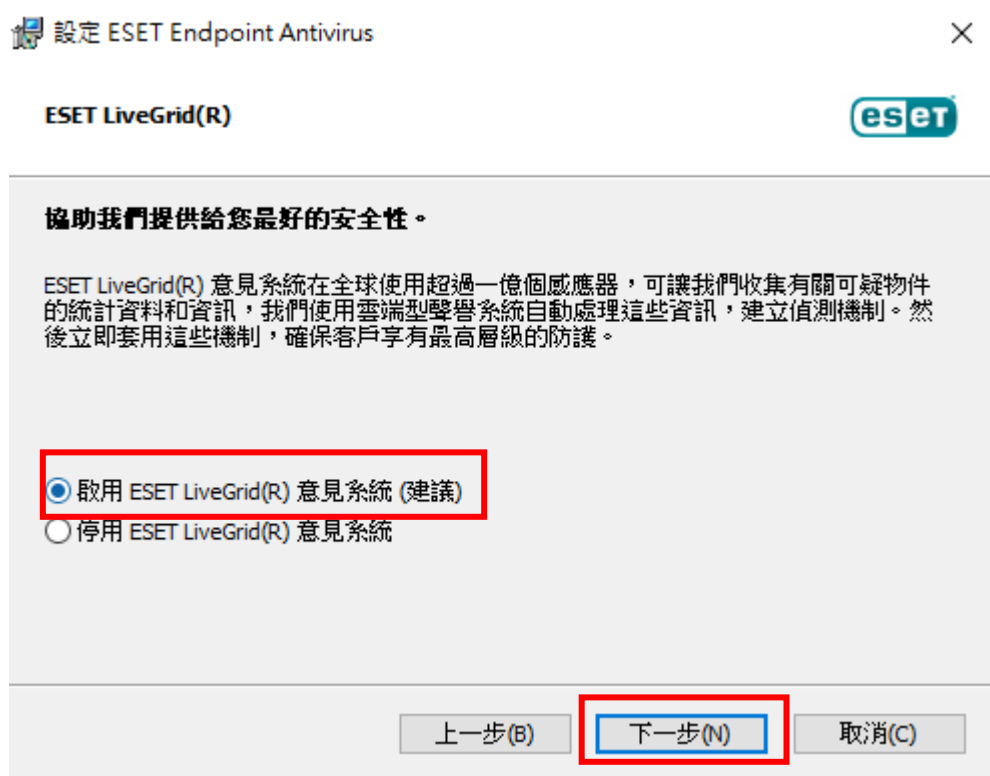 設定 ESET Endpoint Antivirus
ESET LiveGrid(R)
eseT
協助我們提供給您最好的安全性。
ESET LiveGrid(R) 意見系統在全球使用超過一億個感應器，可讓我們收集有關可疑物件
的統計資料和資訊，我們使用雲端型聲譽系統自動處理這些資訊，建立偵測機制。然
後立即套用這些機制，確保客戶享有最高層級的防護。
啟用 ESET LiveGrid(R) 意見系統 (建議)
停用 ESET LiveGrid(R) 意見系統
上一步(B) 下一步(N) 取消(C)